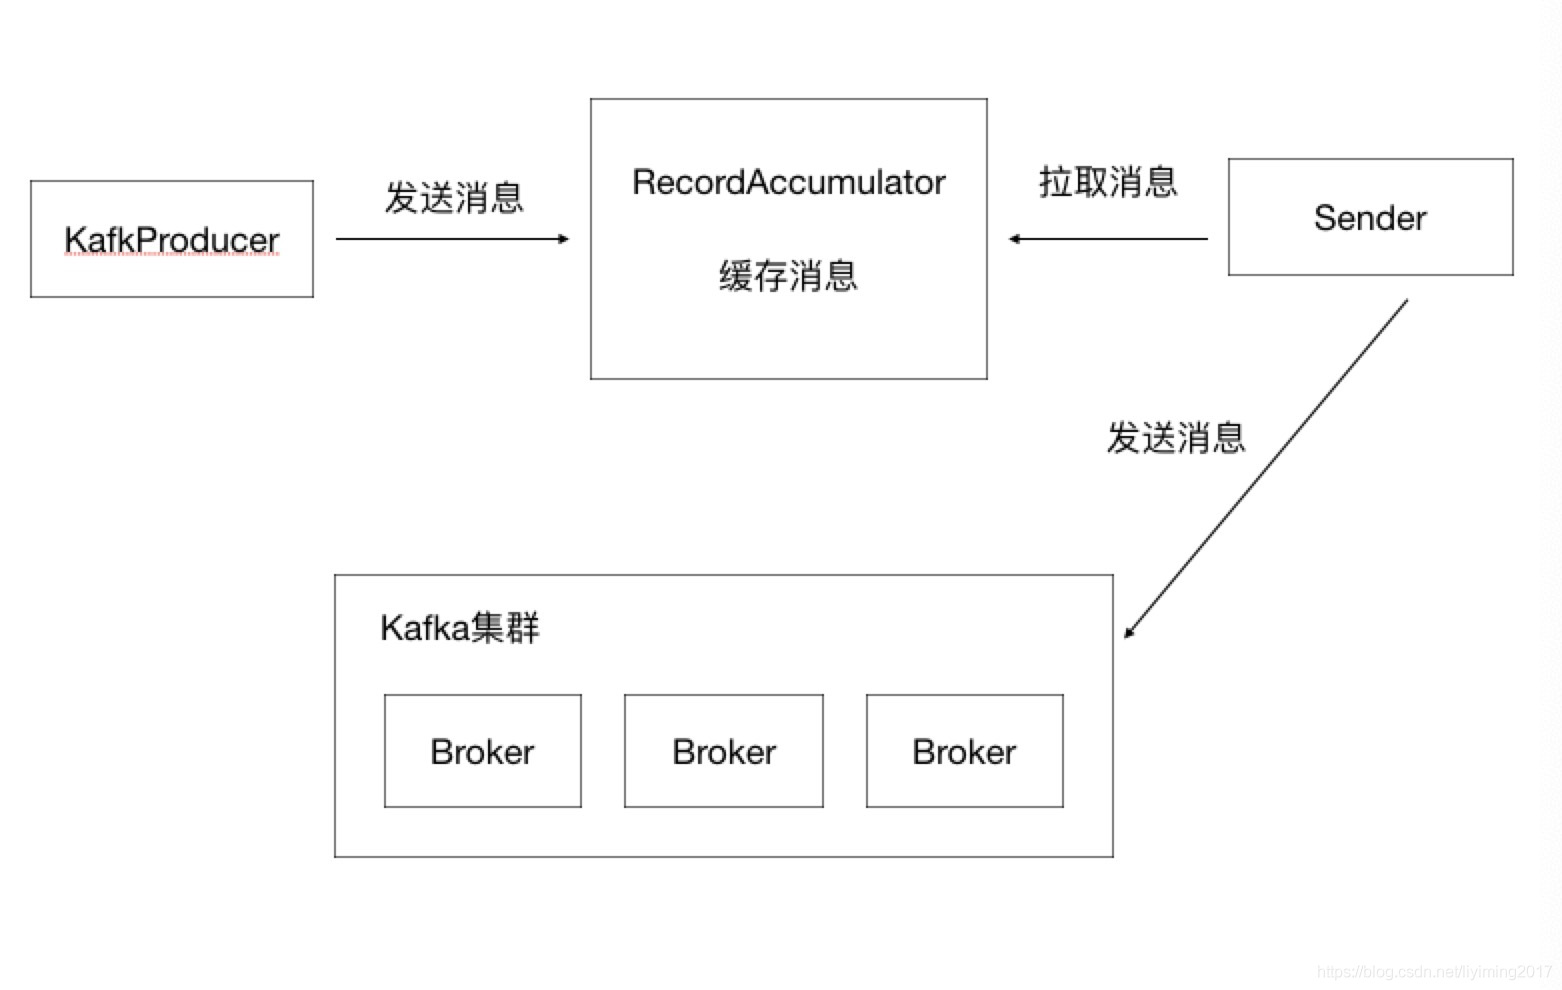 KafkProducer
发送消息
RecordAccumulator
缓存消息
拉取消息
Sender
发送消息
Kafka集群
Broker
Broker
Broker
https://blog.csdn.net/liyiming2017